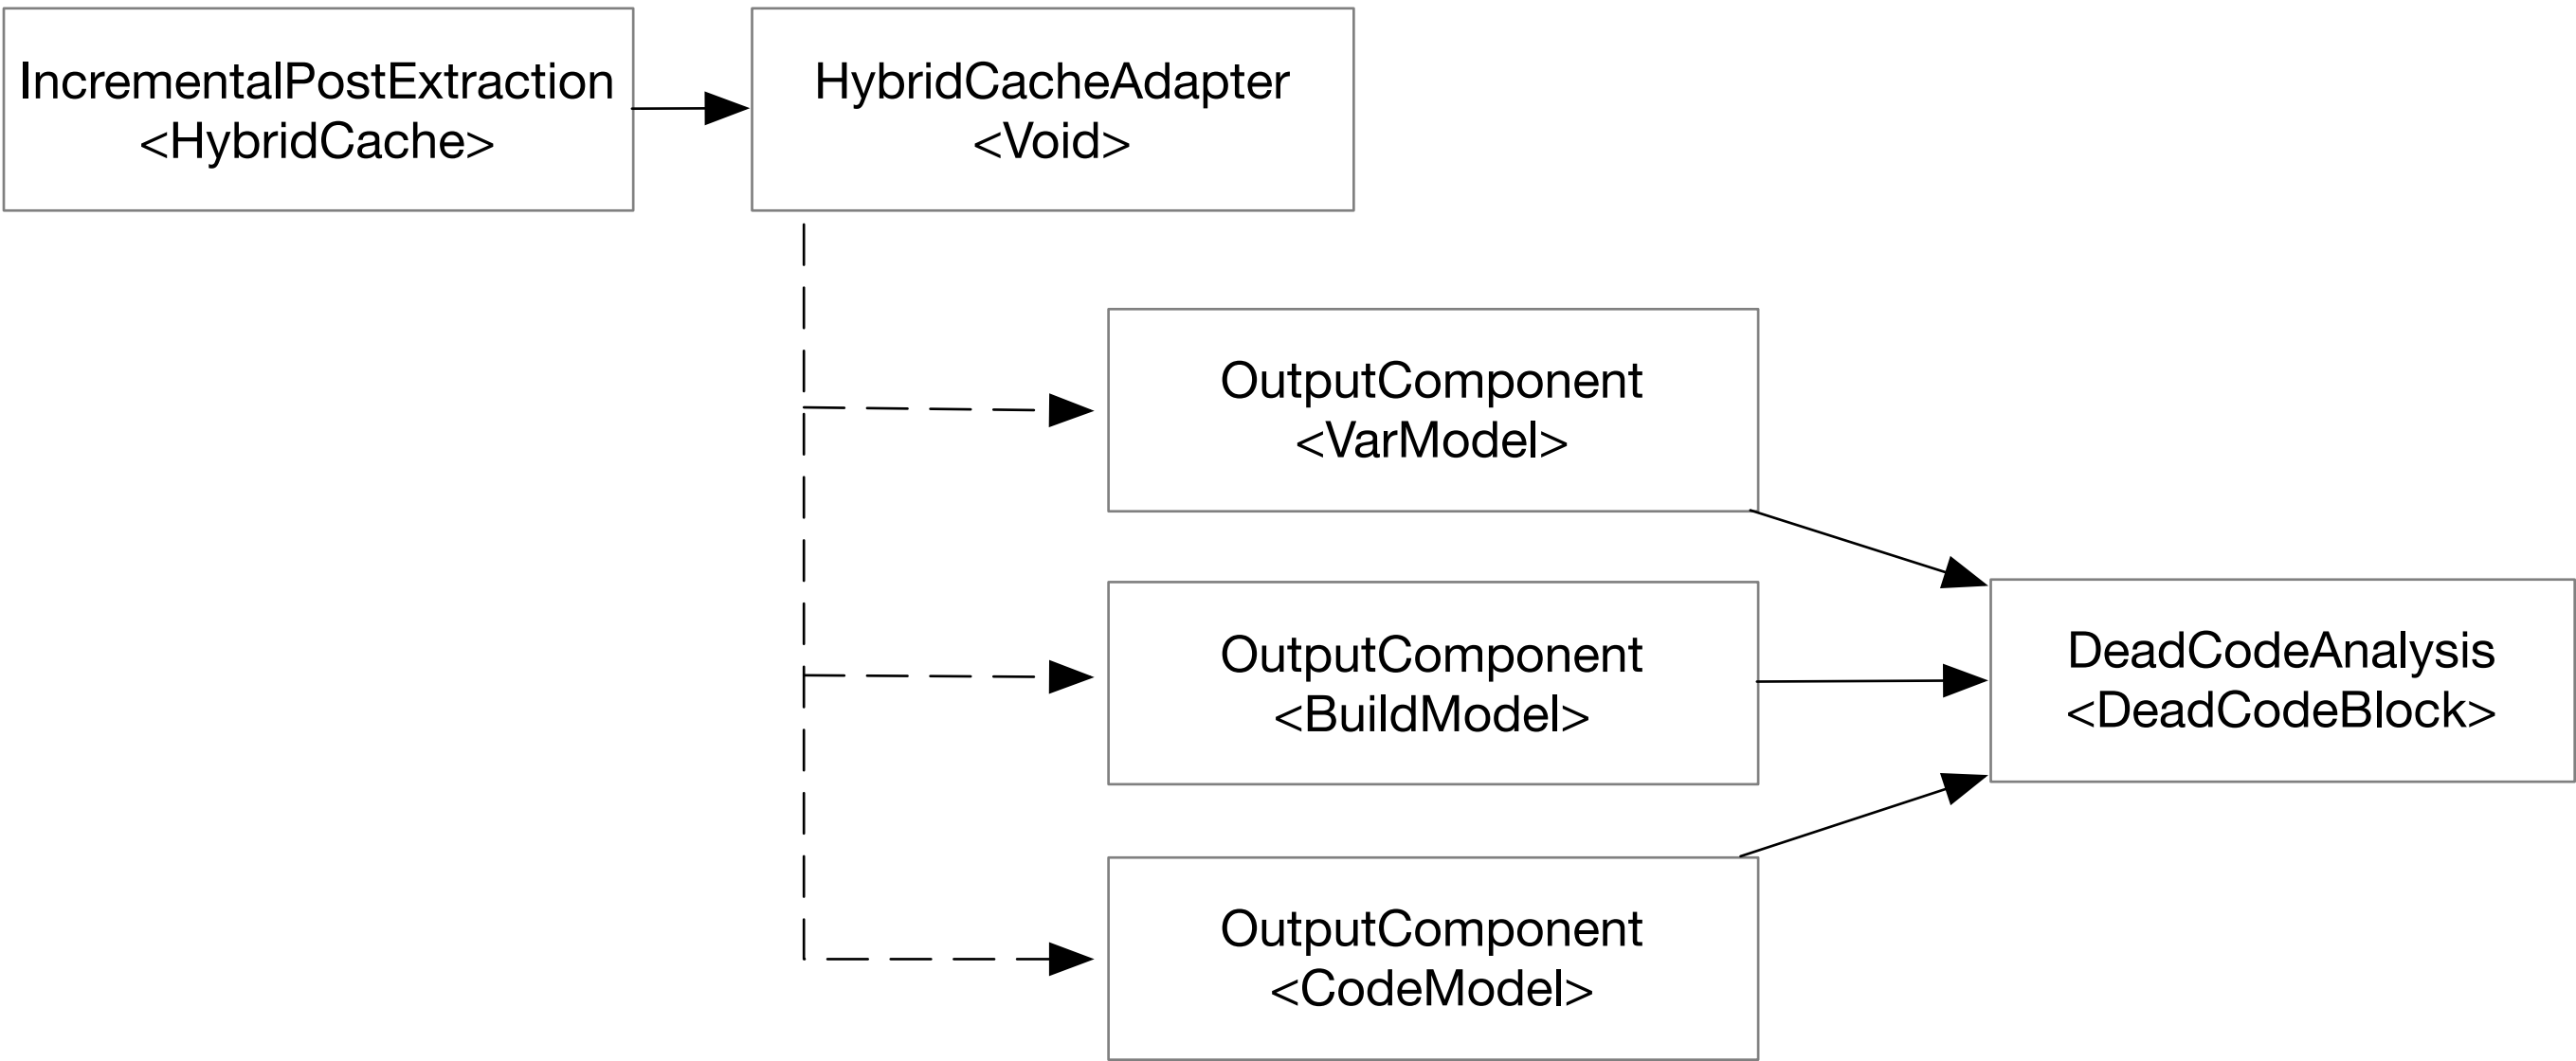 IncrementalPostExtraction
<HybridCache>
HybridCacheAdapter
<Void>
OutputComponent
<VarModel>
OutputComponent
<BuildModel>
DeadCodeAnalysis
<DeadCodeBlock>
OutputComponent
<CodeModel>